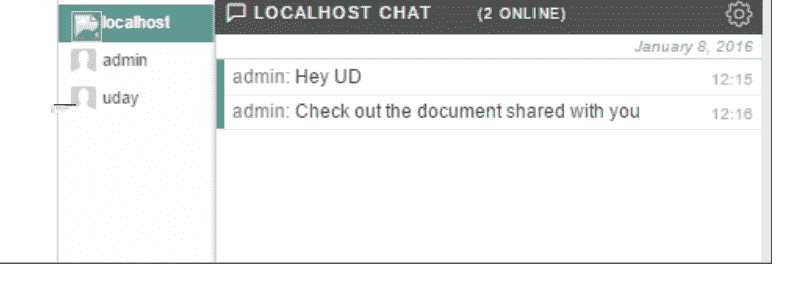 localhost
admin
uday
LOCALHOST CHAT (2 ONLINE)
January 8, 2016
admin: Hey UD 12:15
admin: Check out the document shared with you 12:16